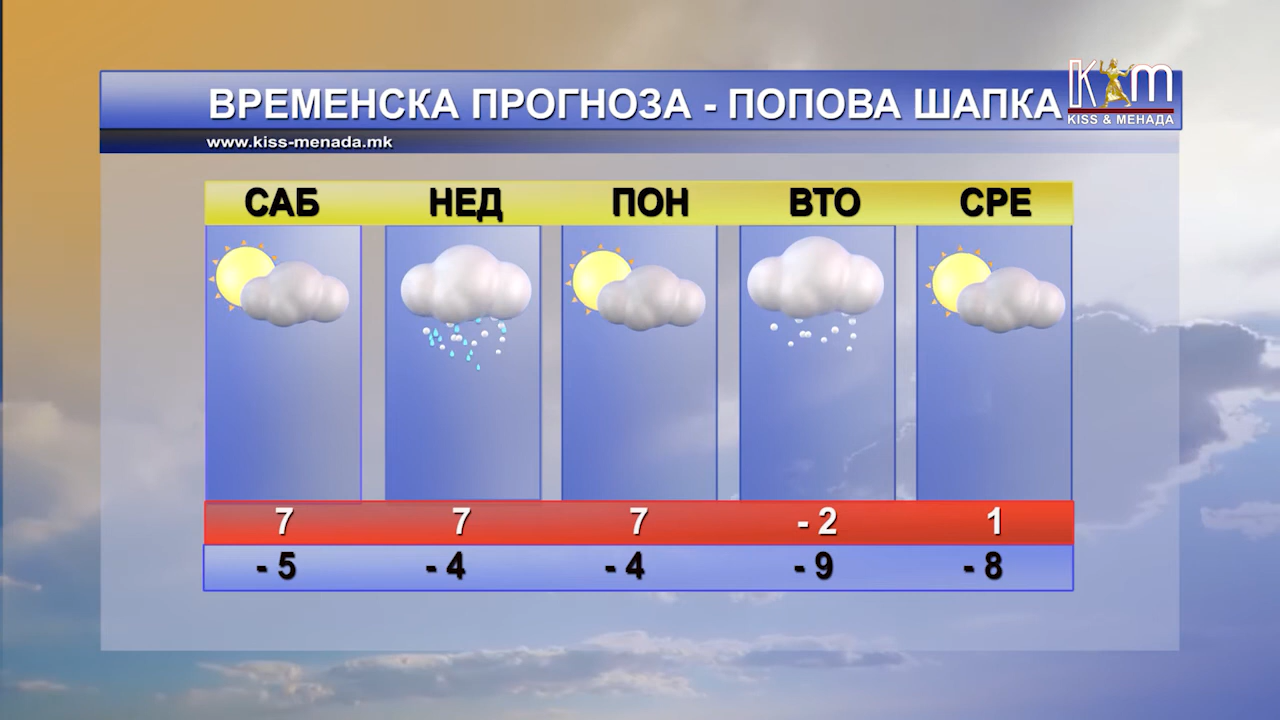 ВРЕМЕНСКА ПРОГНОЗА - ПОПОВА ШАПКА
KM
KISS & МЕНАДА
www.kiss-menada.mk
САБ НЕД ПОН ВТО СРЕ
7 7 7 - 2 1
- 5 - 4 - 4 - 9 - 8